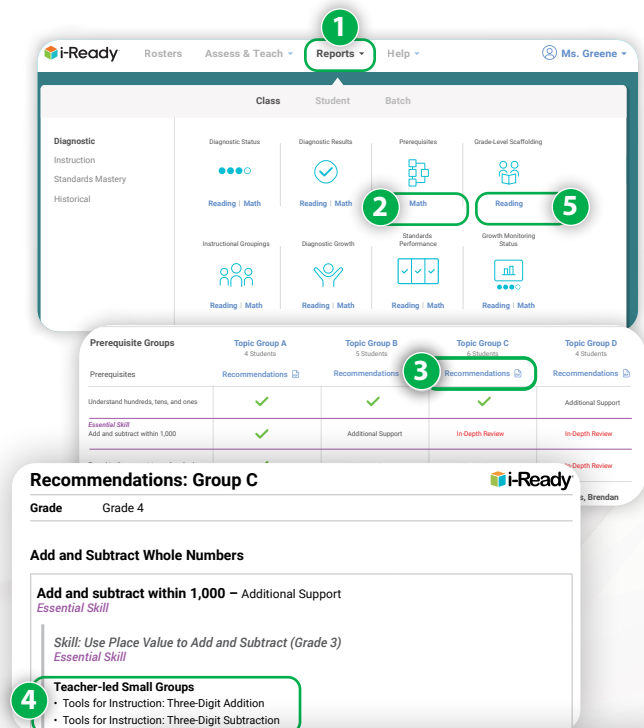 1
i-Ready Rosters Assess & Teach Reports Help Ms. Greene
Class Student Batch
Diagnostic
Instruction
Standards Mastery
Historical
Diagnostic Status Diagnostic Results Prerequisites Grade-Level Scaffolding
Reading | Math Reading | Math 2 Math Reading 5
Instructional Groupings Diagnostic Growth Standards Performance Growth Monitoring Status
Reading | Math Reading | Math Reading | Math Reading | Math
Prerequisite Groups Topic Group A Topic Group B Topic Group C Topic Group D
4 Students 5 Students 6 Students 4 Students
Prerequisites Recommendations Recommendations 3 Recommendations Recommendations
Understand hundreds, tens, and ones Additional Support
Essential Skill
Add and subtract within 1,000 Additional Support In-Depth Review In-Depth Review
In-Depth Review
s, Brendan
Recommendations: Group C i-Ready
Grade Grade 4
Add and Subtract Whole Numbers
Add and subtract within 1,000 – Additional Support
Essential Skill
Skill: Use Place Value to Add and Subtract (Grade 3)
Essential Skill
Teacher-led Small Groups
4 • Tools for Instruction: Three-Digit Addition
• Tools for Instruction: Three-Digit Subtraction